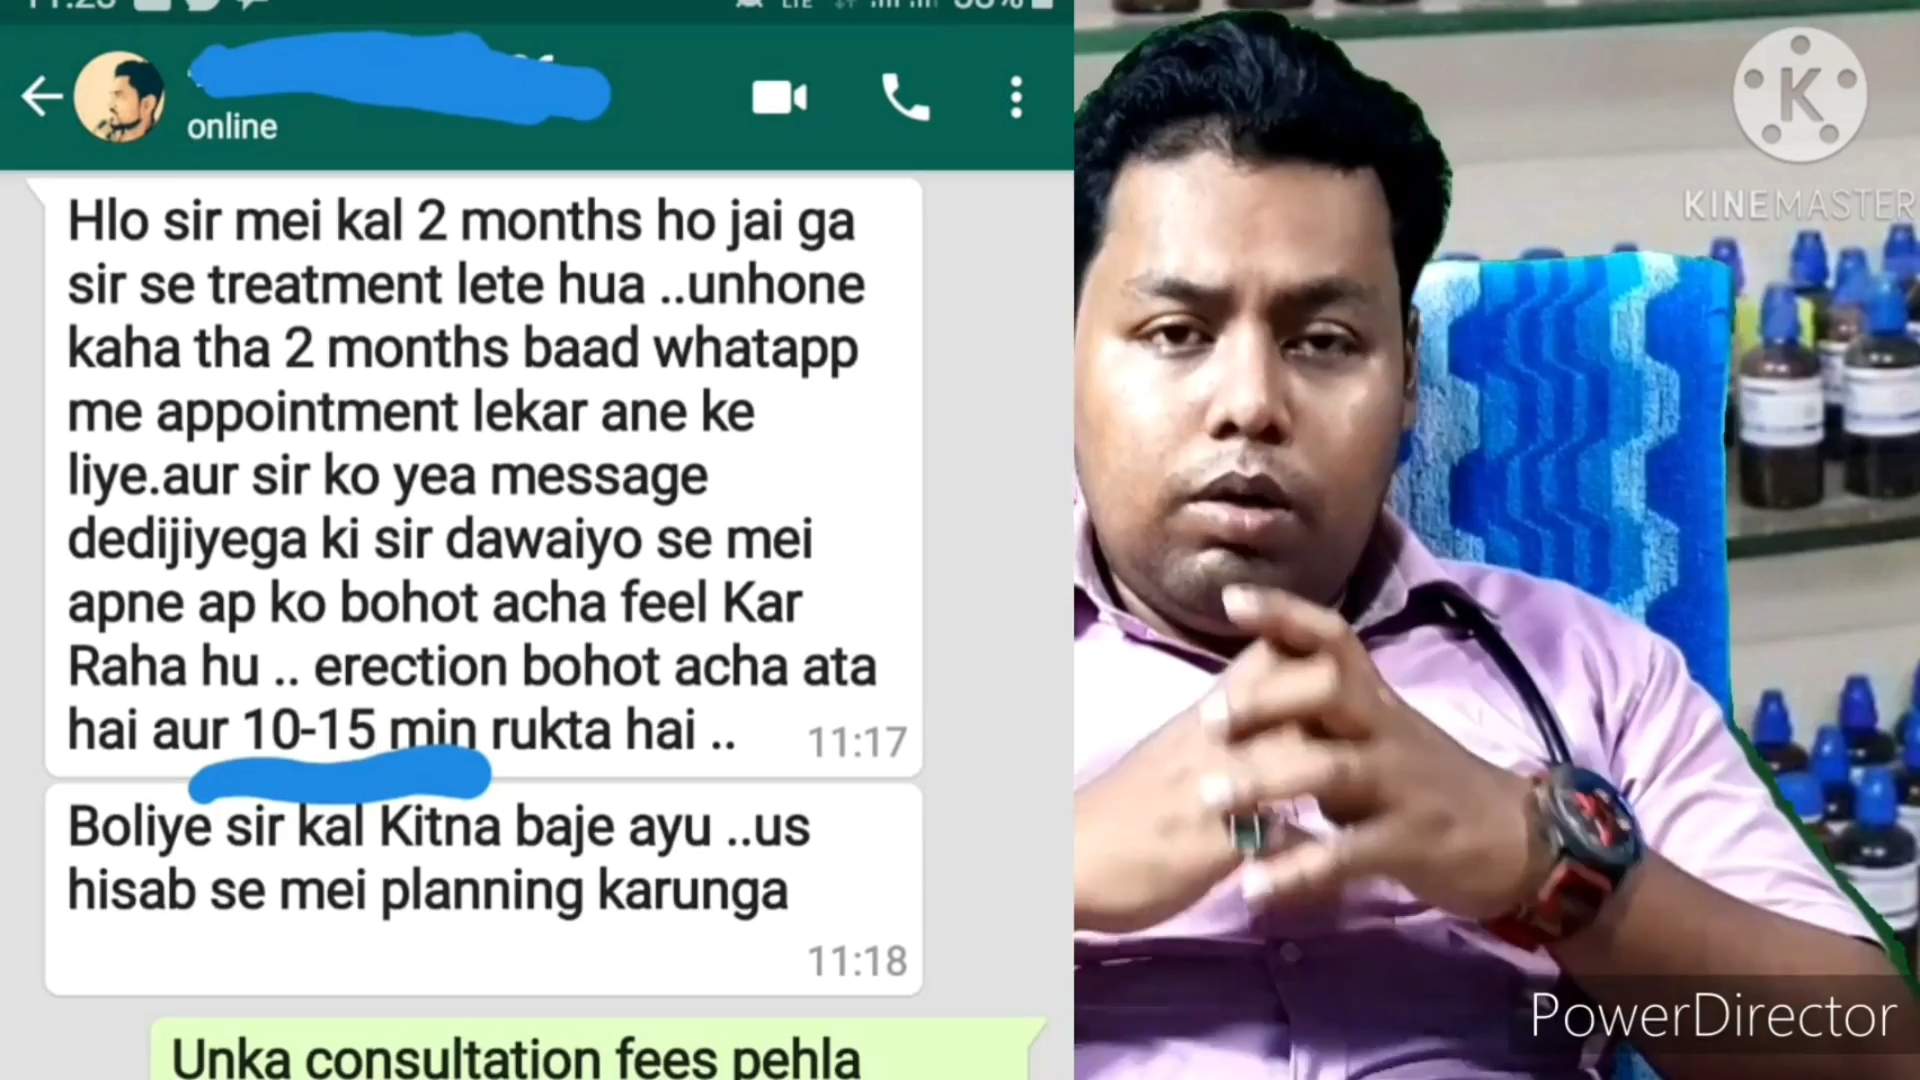 online
Hlo sir mei kal 2 months ho jai ga
sir se treatment lete hua ..unhone
kaha tha 2 months baad whatapp
me appointment lekar ane ke
liye.aur sir ko yea message
dedijiyega ki sir dawaiyo se mei
apne ap ko bohot acha feel Kar
Raha hu .. erection bohot acha ata
hai aur 10-15 min rukta hai ..
11:17
Boliye sir kal Kitna baje ayu ..us
hisab se mei planning karunga
11:18
Unka consultation fees pehla
K
KINEMASTER
PowerDirector